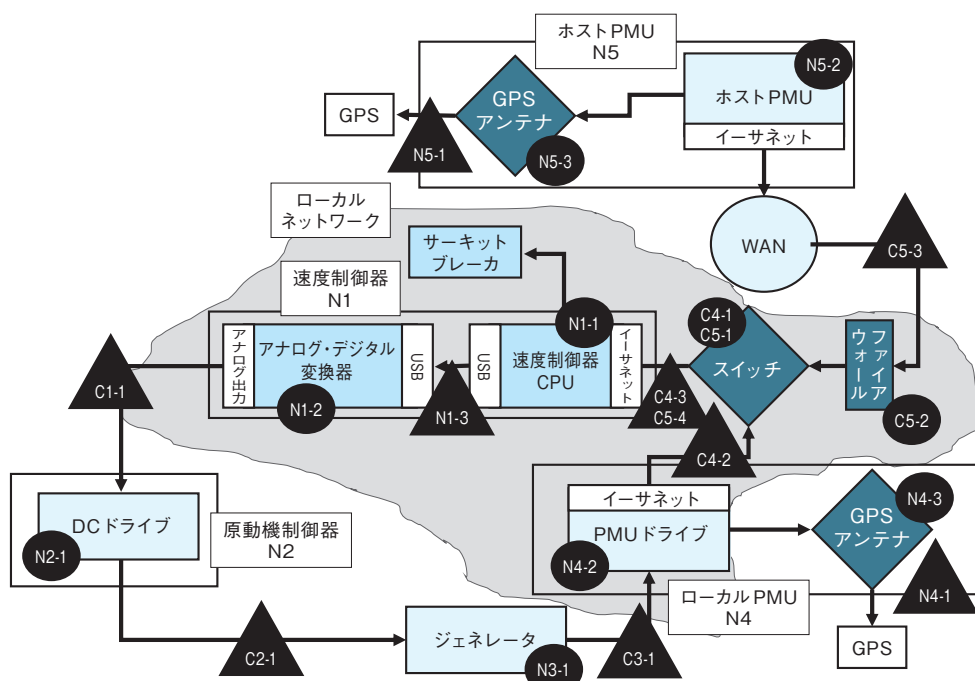 ホストPMU
N5
N5-2
ホストPMU
イーサネット
GPS
アンテナ
GPS
N5-1
N5-3
ローカル
ネットワーク
サーキット
ブレーカ
WAN
C5-3
速度制御器
N1
N1-1
C4-1
C5-1
アナログ出力
アナログ・デジタル
変換器
USB
USB
速度制御器
CPU
イーサネット
スイッチ
ファイア
ウォール
C1-1
N1-2
N1-3
C4-3
C5-4
C5-2
C4-2
イーサネット
PMUドライブ
N4-2
GPS
アンテナ
N4-3
DCドライブ
N2-1
原動機制御器
N2
ローカルPMU
N4
N4-1
C2-1
ジェネレータ
N3-1
C3-1
GPS